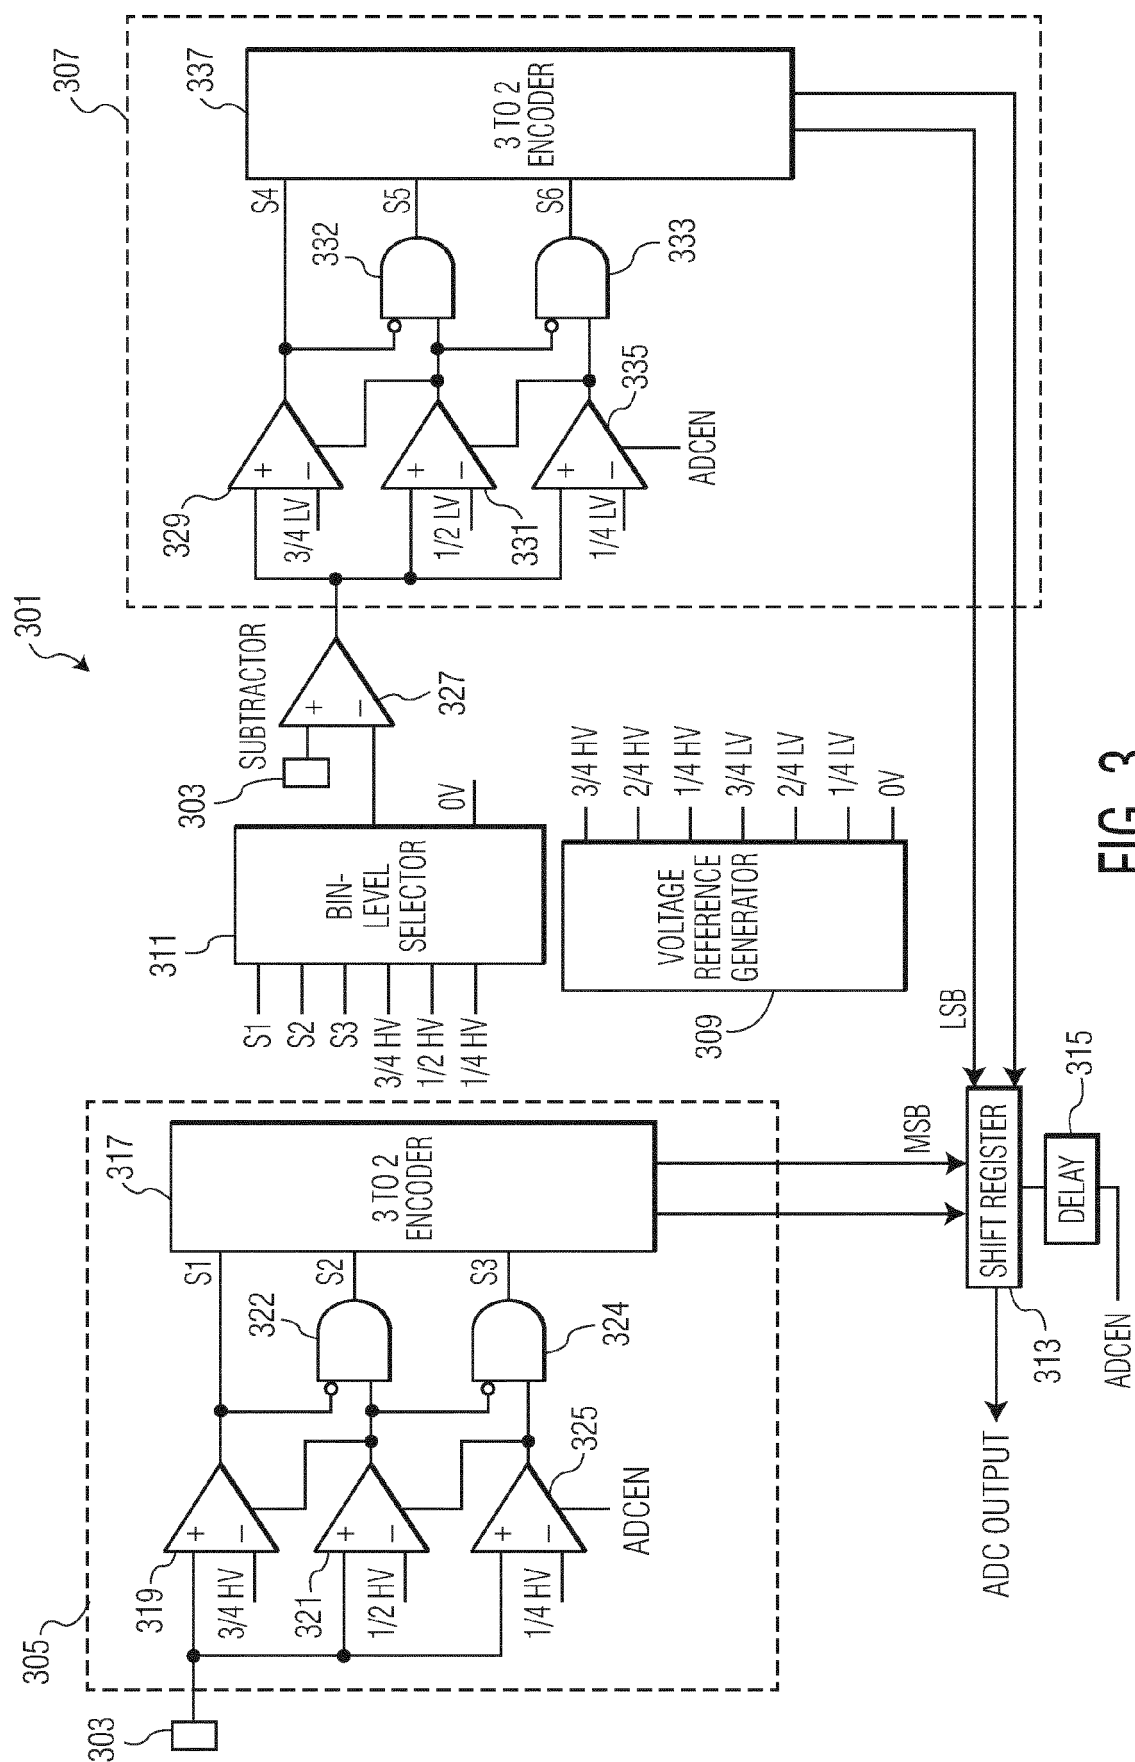 301
303
305
319
+
−
3/4 HV
321
+
−
1/2 HV
325
+
−
1/4 HV
ADCEN
322
324
S1
S2
S3
317
3 TO 2
ENCODER
MSB
311
S1
S2
S3
3/4 HV
1/2 HV
1/4 HV
BIN-
LEVEL
SELECTOR
0V
303
SUBTRACTOR
+
−
327
309
VOLTAGE
REFERENCE
GENERATOR
3/4 HV
2/4 HV
1/4 HV
3/4 LV
2/4 LV
1/4 LV
0V
307
329
+
−
3/4 LV
331
+
−
1/2 LV
335
+
−
1/4 LV
ADCEN
332
333
S4
S5
S6
337
3 TO 2
ENCODER
LSB
SHIFT REGISTER
313
ADC OUTPUT
DELAY
315
ADCEN
FIG. 3